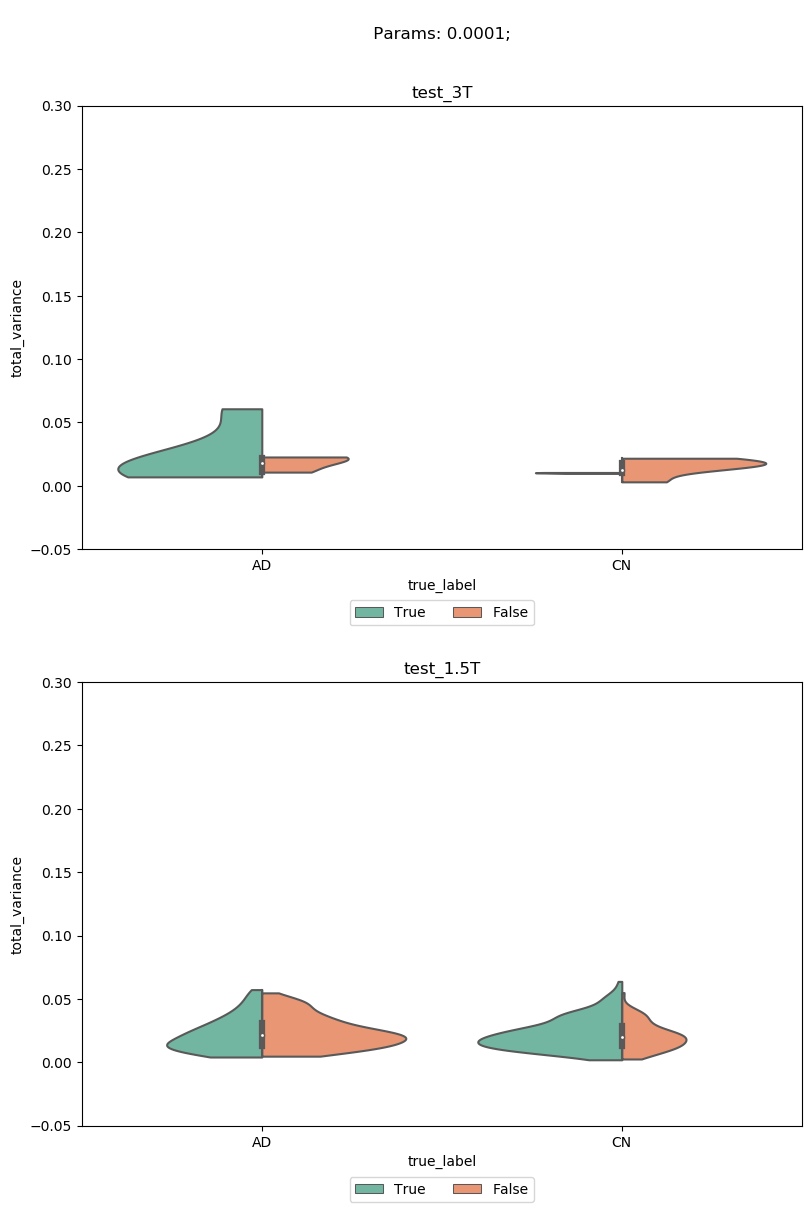 Params: 0.0001;
test_3T
0.30
0.25
0.20
0.15
0.10
0.05
0.00
−0.05
total_variance
AD CN
true_label
True False
test_1.5T
0.30
0.25
0.20
0.15
0.10
0.05
0.00
−0.05
total_variance
AD CN
true_label
True False